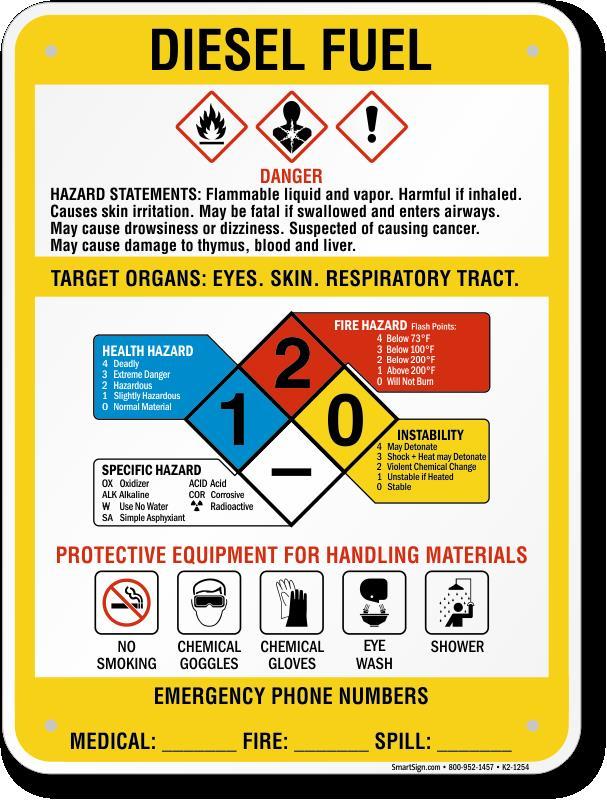 DIESEL FUEL
DANGER
HAZARD STATEMENTS: Flammable liquid and vapor. Harmful if inhaled.
Causes skin irritation. May be fatal if swallowed and enters airways.
May cause drowsiness or dizziness. Suspected of causing cancer.
May cause damage to thymus, blood and liver.
TARGET ORGANS: EYES. SKIN. RESPIRATORY TRACT.
HEALTH HAZARD
4 Deadly
3 Extreme Danger
2 Hazardous
1 Slightly Hazardous
0 Normal Material
FIRE HAZARD Flash Points:
4 Below 73°F
3 Below 100°F
2 Below 200°F
1 Above 200°F
0 Will Not Burn
2
1
0
–
INSTABILITY
4 May Detonate
3 Shock + Heat may Detonate
2 Violent Chemical Change
1 Unstable if Heated
0 Stable
SPECIFIC HAZARD
OX Oxidizer ACID Acid
ALK Alkaline COR Corrosive
W Use No Water Radioactive
SA Simple Asphyxiant
PROTECTIVE EQUIPMENT FOR HANDLING MATERIALS
NO SMOKING
CHEMICAL GOGGLES
CHEMICAL GLOVES
EYE WASH
SHOWER
EMERGENCY PHONE NUMBERS
MEDICAL: _______ FIRE: _______ SPILL: _______
SmartSign.com • 800-952-1457 • K2-1254